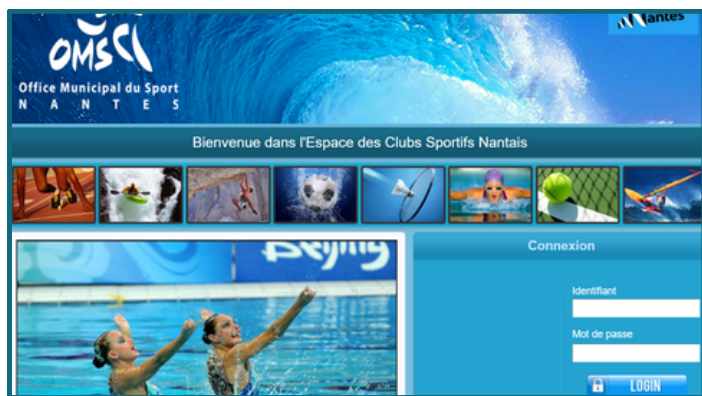 Nantes
OMS
Office Municipal du Sport
N A N T E S
Bienvenue dans l'Espace des Clubs Sportifs Nantais
Beijing
Connexion
Identifiant
Mot de passe
LOGIN